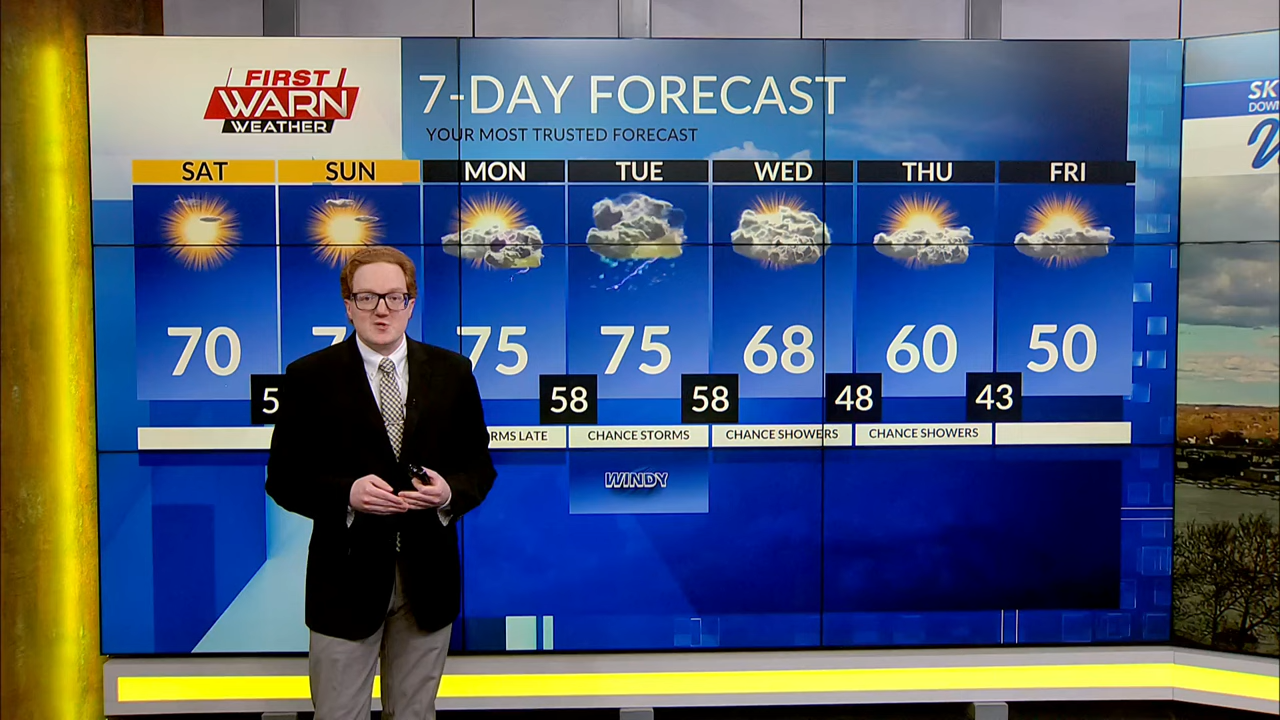 FIRST
WARN
WEATHER
7-DAY FORECAST
YOUR MOST TRUSTED FORECAST
SAT SUN MON TUE WED THU FRI
70 75 75 68 60 50
58 58 48 43
CHANCE STORMS CHANCE SHOWERS CHANCE SHOWERS
LATE
WINDY